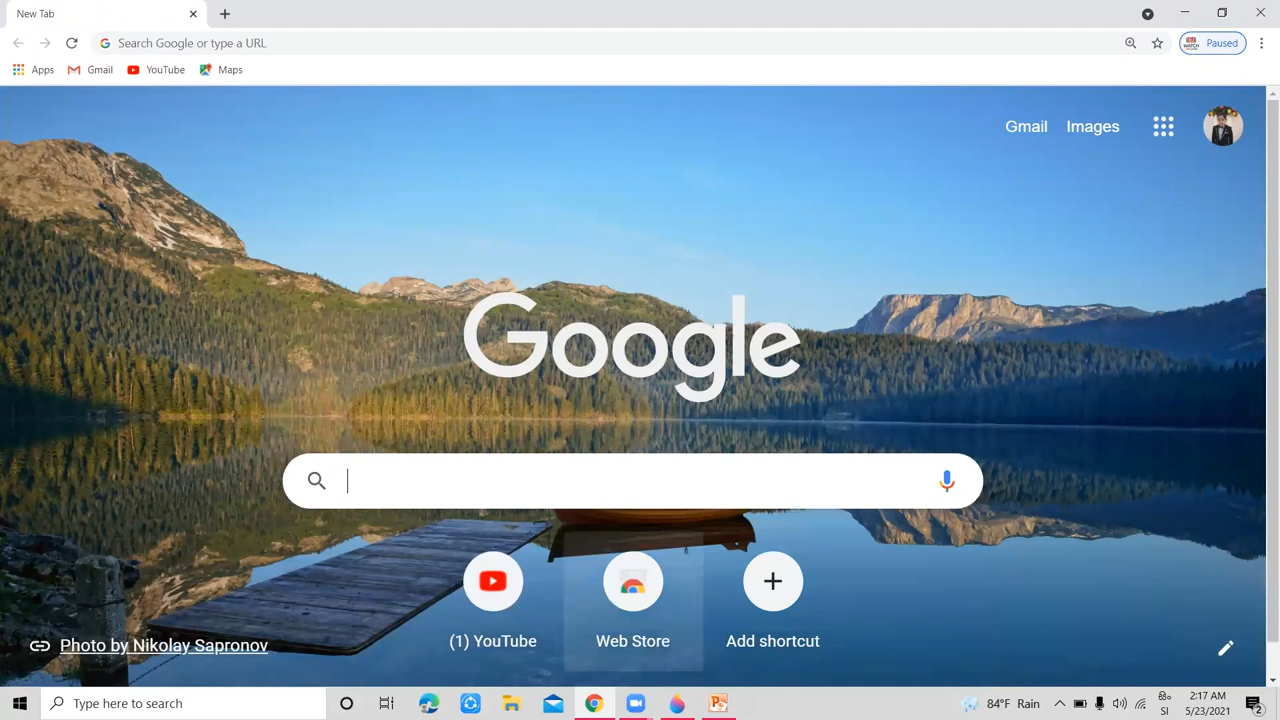 New Tab
Search Google or type a URL
WATCH
Paused
Apps
Gmail
YouTube
Maps
Gmail
Images
Google
(1) YouTube
Web Store
Add shortcut
Photo by Nikolay Sapronov
Type here to search
84°F Rain
SI
2:17 AM
5/23/2021
2